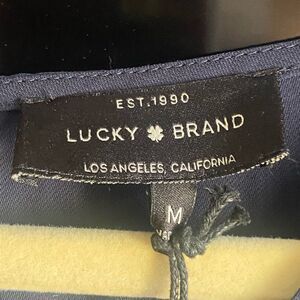 EST.1990
LUCKY BRAND
LOS ANGELES, CALIFORNIA
M